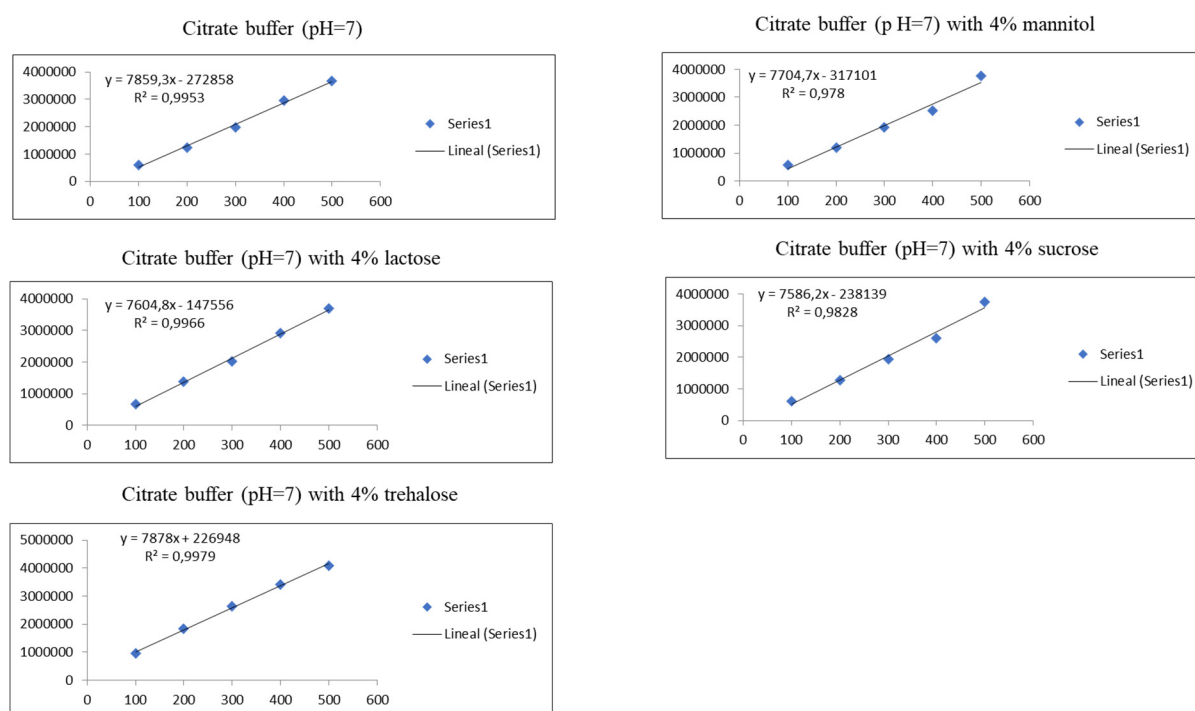 Citrate buffer (pH=7)
4000000
3000000
2000000
1000000
0
0 100 200 300 400 500 600
y = 7859,3x - 272858
R² = 0,9953
Series1
Lineal (Series1)
Citrate buffer (p H=7) with 4% mannitol
4000000
3000000
2000000
1000000
0
0 100 200 300 400 500 600
y = 7704,7x - 317101
R² = 0,978
Series1
Lineal (Series1)
Citrate buffer (pH=7) with 4% lactose
4000000
3000000
2000000
1000000
0
0 100 200 300 400 500 600
y = 7604,8x - 147556
R² = 0,9966
Series1
Lineal (Series1)
Citrate buffer (pH=7) with 4% sucrose
4000000
3000000
2000000
1000000
0
0 100 200 300 400 500 600
y = 7586,2x - 238139
R² = 0,9828
Series1
Lineal (Series1)
Citrate buffer (pH=7) with 4% trehalose
5000000
4000000
3000000
2000000
1000000
0
0 100 200 300 400 500 600
y = 7878x + 226948
R² = 0,9979
Series1
Lineal (Series1)